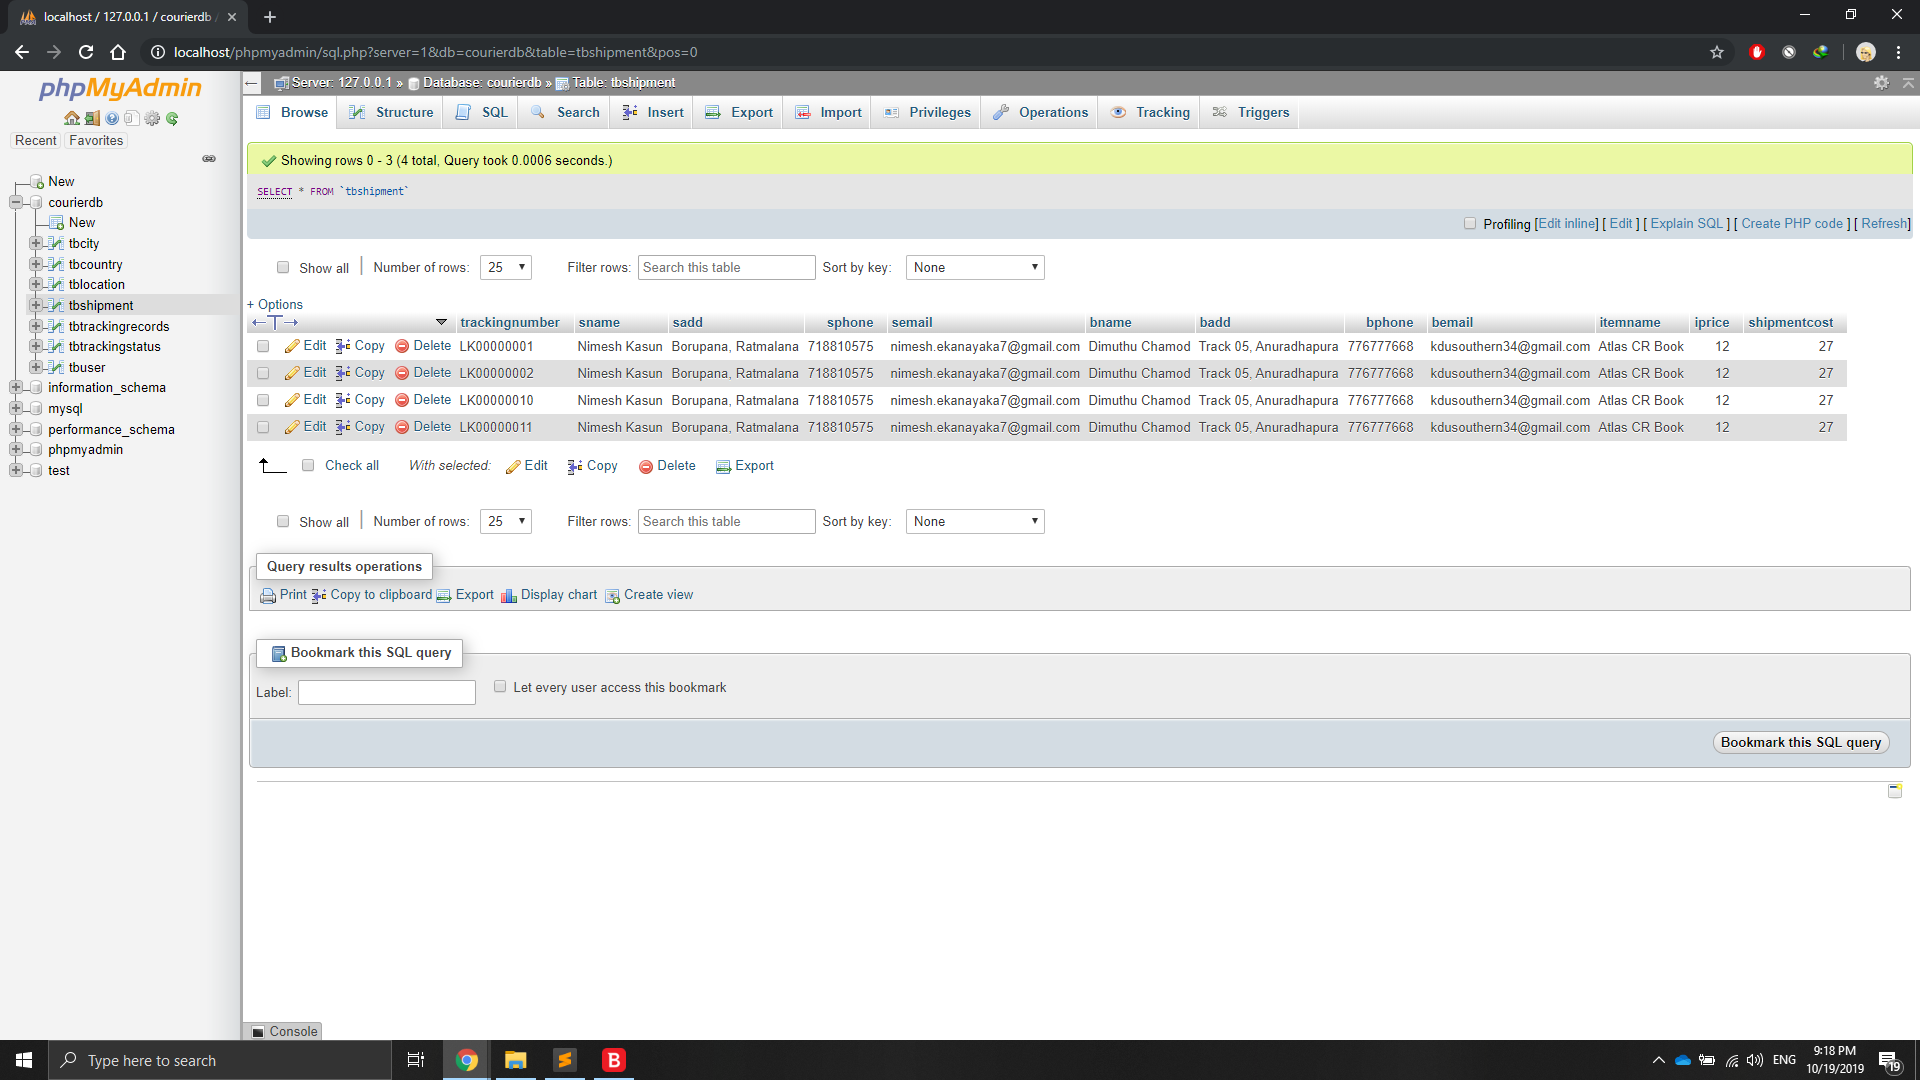 localhost / 127.0.0.1 / courierdb
localhost/phpmyadmin/sql.php?server=1&db=courierdb&table=tbshipment&pos=0
phpMyAdmin
Recent Favorites
New
courierdb
New
tbcity
tbcountry
tblocation
tbshipment
tbtrackingrecords
tbtrackingstatus
tbuser
information_schema
mysql
performance_schema
phpmyadmin
test
Server: 127.0.0.1 » Database: courierdb » Table: tbshipment
Browse Structure SQL Search Insert Export Import Privileges Operations Tracking Triggers
Showing rows 0 - 3 (4 total, Query took 0.0006 seconds.)
SELECT * FROM `tbshipment`
Profiling [Edit inline] [ Edit ] [ Explain SQL ] [ Create PHP code ] [ Refresh]
Show all Number of rows: 25 Filter rows: Search this table Sort by key: None
+ Options
trackingnumber sname sadd sphone semail bname badd bphone bemail itemname iprice shipmentcost
Edit Copy Delete LK00000001 Nimesh Kasun Borupana, Ratmalana 718810575 nimesh.ekanayaka7@gmail.com Dimuthu Chamod Track 05, Anuradhapura 776777668 kdusouthern34@gmail.com Atlas CR Book 12 27
Edit Copy Delete LK00000002 Nimesh Kasun Borupana, Ratmalana 718810575 nimesh.ekanayaka7@gmail.com Dimuthu Chamod Track 05, Anuradhapura 776777668 kdusouthern34@gmail.com Atlas CR Book 12 27
Edit Copy Delete LK00000010 Nimesh Kasun Borupana, Ratmalana 718810575 nimesh.ekanayaka7@gmail.com Dimuthu Chamod Track 05, Anuradhapura 776777668 kdusouthern34@gmail.com Atlas CR Book 12 27
Edit Copy Delete LK00000011 Nimesh Kasun Borupana, Ratmalana 718810575 nimesh.ekanayaka7@gmail.com Dimuthu Chamod Track 05, Anuradhapura 776777668 kdusouthern34@gmail.com Atlas CR Book 12 27
Check all With selected: Edit Copy Delete Export
Show all Number of rows: 25 Filter rows: Search this table Sort by key: None
Query results operations
Print Copy to clipboard Export Display chart Create view
Bookmark this SQL query
Label: Let every user access this bookmark
Bookmark this SQL query
Console
Type here to search
B
ENG
9:18 PM
10/19/2019
19